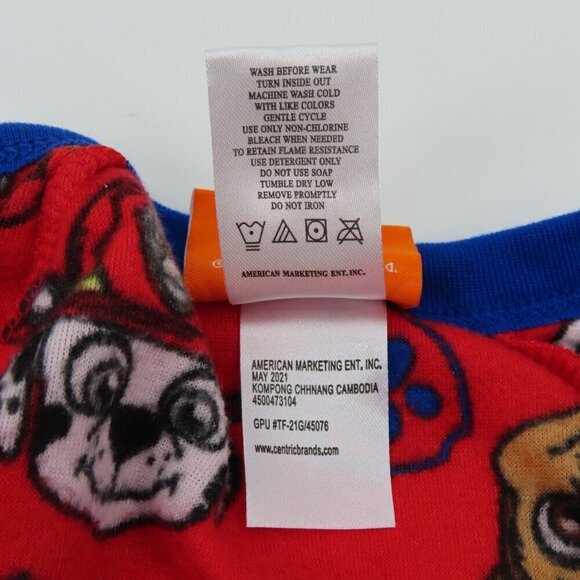 WASH BEFORE WEAR
TURN INSIDE OUT
MACHINE WASH COLD
WITH LIKE COLORS
GENTLE CYCLE
USE ONLY NON-CHLORINE
BLEACH WHEN NEEDED
TO RETAIN FLAME RESISTANCE
USE DETERGENT ONLY
DO NOT USE SOAP
TUMBLE DRY LOW
REMOVE PROMPTLY
DO NOT IRON
AMERICAN MARKETING ENT. INC.
AMERICAN MARKETING ENT, INC.
MAY 2021
KOMPONG CHHNANG CAMBODIA
4500473104
GPU #TF-21G/45076
www.centricbrands.com